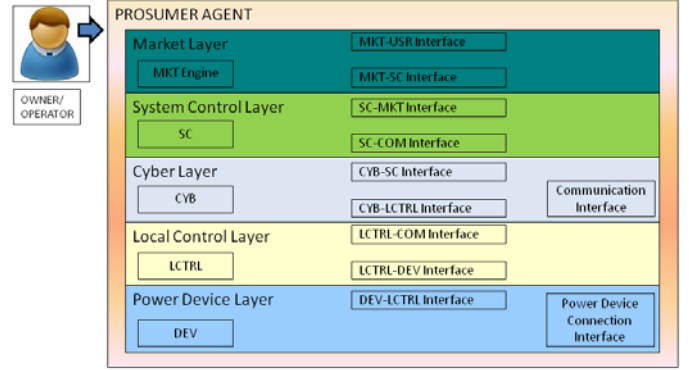 PROSUMER AGENT
OWNER/
OPERATOR
Market Layer
MKT-USR Interface
MKT Engine
MKT-SC Interface
System Control Layer
SC-MKT Interface
SC
SC-COM Interface
Cyber Layer
CYB-SC Interface
CYB
CYB-LCTRL Interface
Communication
Interface
Local Control Layer
LCTRL-COM Interface
LCTRL
LCTRL-DEV Interface
Power Device Layer
DEV-LCTRL Interface
DEV
Power Device
Connection
Interface